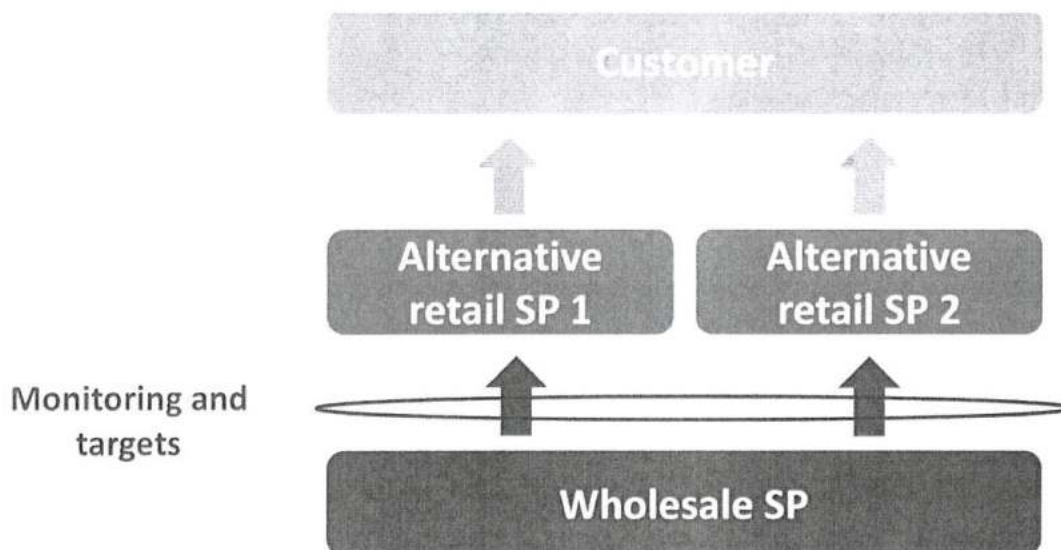 Customer
Alternative
retail SP 1
Alternative
retail SP 2
Monitoring and
targets
Wholesale SP